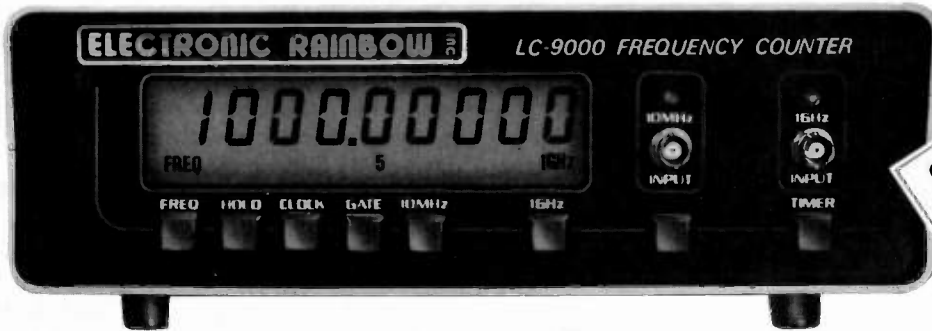 ELECTRONIC RAINBOW INC
LC-9000 FREQUENCY COUNTER
1000.00000
FREQ 5 1GHz
10MHz
INPUT
1GHz
INPUT
FREQ HOLD CLOCK GATE 10MHz 1GHz TIMER